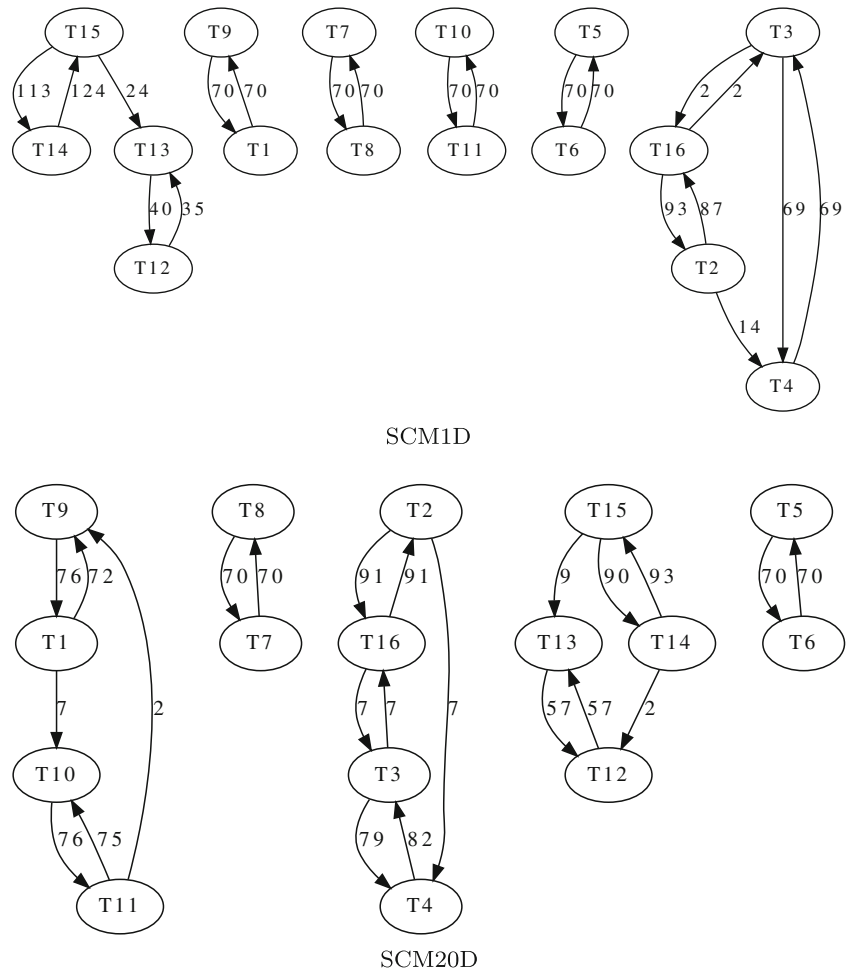 T15 T9 T7 T10 T5 T3
113 124 24 70 70 70 70 70 70 70 70 2 2
T14 T13 T1 T8 T11 T6 T16
40 35 93 87 69 69
T12 T2
14
T4
SCM1D
T9 T8 T2 T15 T5
76 72 70 70 91 91 9 90 93 70 70
T1 T7 T16 T13 T14 T6
7 2 7 7 7 57 57 2
T10 T3 T12
76 75 79 82
T11 T4
SCM20D